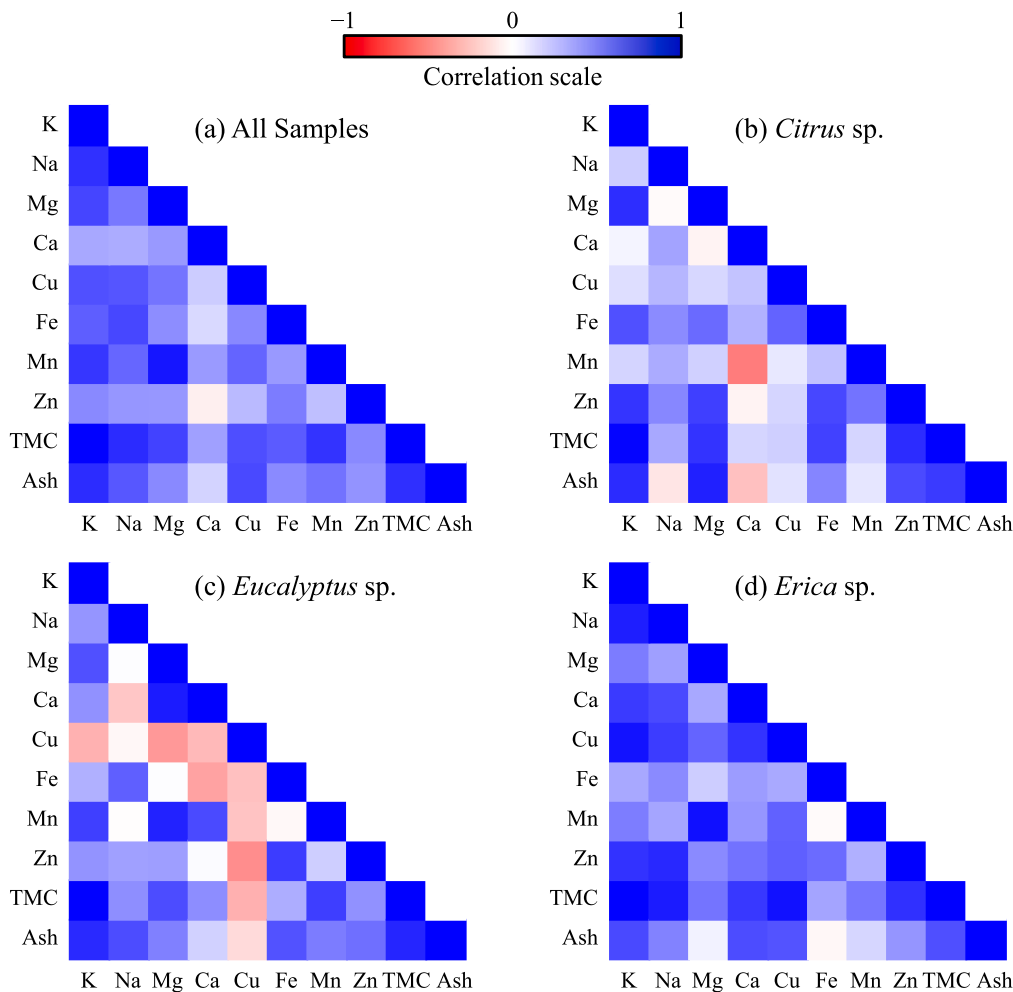 −1 0 1
Correlation scale
(a) All Samples
K
Na
Mg
Ca
Cu
Fe
Mn
Zn
TMC
Ash
K Na Mg Ca Cu Fe Mn Zn TMC Ash
(b) Citrus sp.
K
Na
Mg
Ca
Cu
Fe
Mn
Zn
TMC
Ash
K Na Mg Ca Cu Fe Mn Zn TMC Ash
(c) Eucalyptus sp.
K
Na
Mg
Ca
Cu
Fe
Mn
Zn
TMC
Ash
K Na Mg Ca Cu Fe Mn Zn TMC Ash
(d) Erica sp.
K
Na
Mg
Ca
Cu
Fe
Mn
Zn
TMC
Ash
K Na Mg Ca Cu Fe Mn Zn TMC Ash